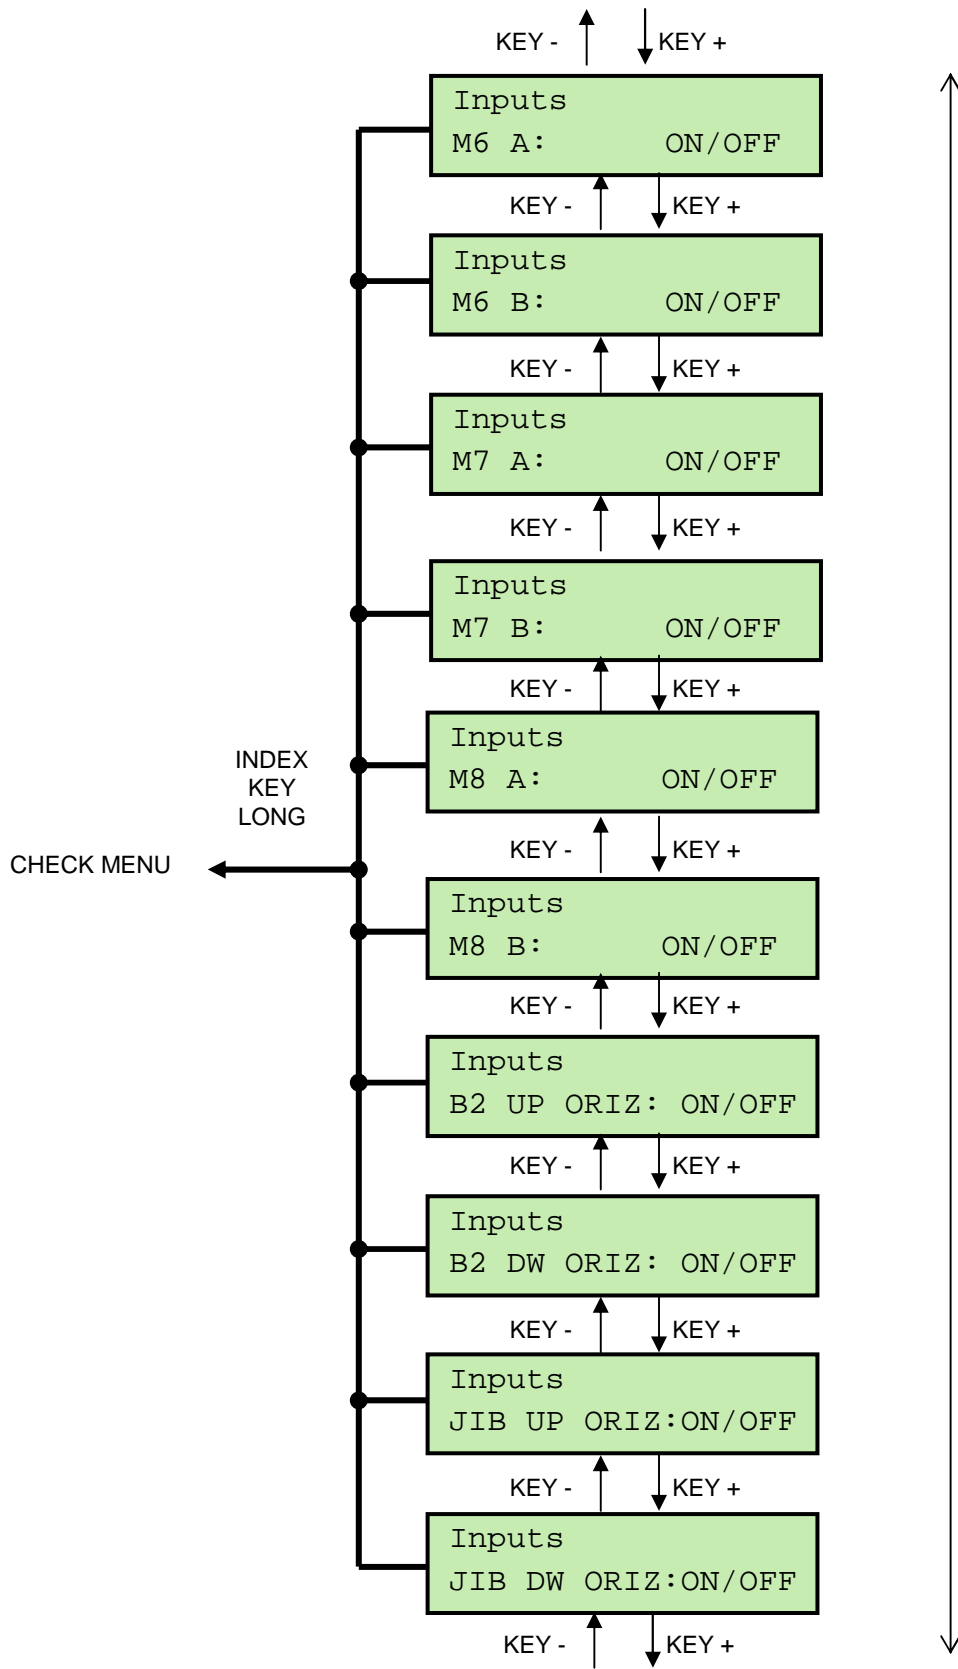 KEY - KEY +
Inputs
M6 A: ON/OFF
KEY - KEY +
Inputs
M6 B: ON/OFF
KEY - KEY +
Inputs
M7 A: ON/OFF
KEY - KEY +
Inputs
M7 B: ON/OFF
KEY - KEY +
Inputs
M8 A: ON/OFF
INDEX
KEY
LONG
KEY - KEY +
CHECK MENU
Inputs
M8 B: ON/OFF
KEY - KEY +
Inputs
B2 UP ORIZ: ON/OFF
KEY - KEY +
Inputs
B2 DW ORIZ: ON/OFF
KEY - KEY +
Inputs
JIB UP ORIZ:ON/OFF
KEY - KEY +
Inputs
JIB DW ORIZ:ON/OFF
KEY - KEY +